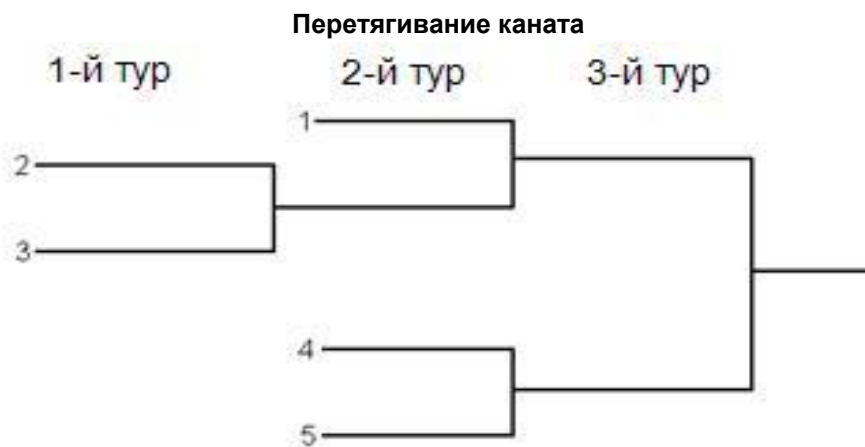 Перетягивание каната
1-й тур 2-й тур 3-й тур
1
2
3
4
5